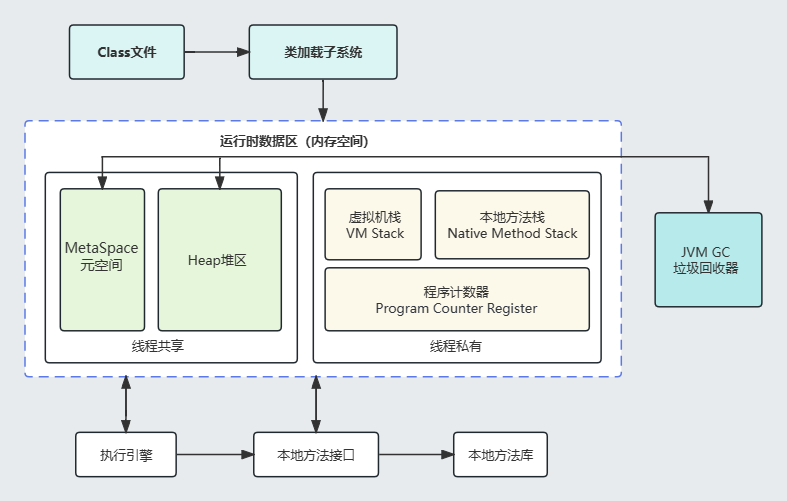 Class文件
类加载子系统
运行时数据区（内存空间）
MetaSpace
元空间
Heap堆区
线程共享
虚拟机栈
VM Stack
本地方法栈
Native Method Stack
程序计数器
Program Counter Register
线程私有
JVM GC
垃圾回收器
执行引擎
本地方法接口
本地方法库